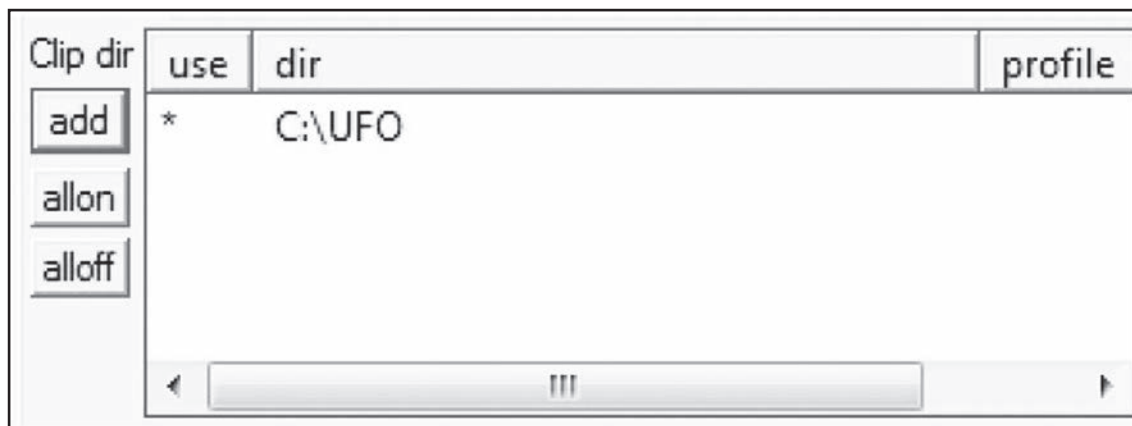 Clip dir
use dir profile
add
* C:\UFO
allon
alloff